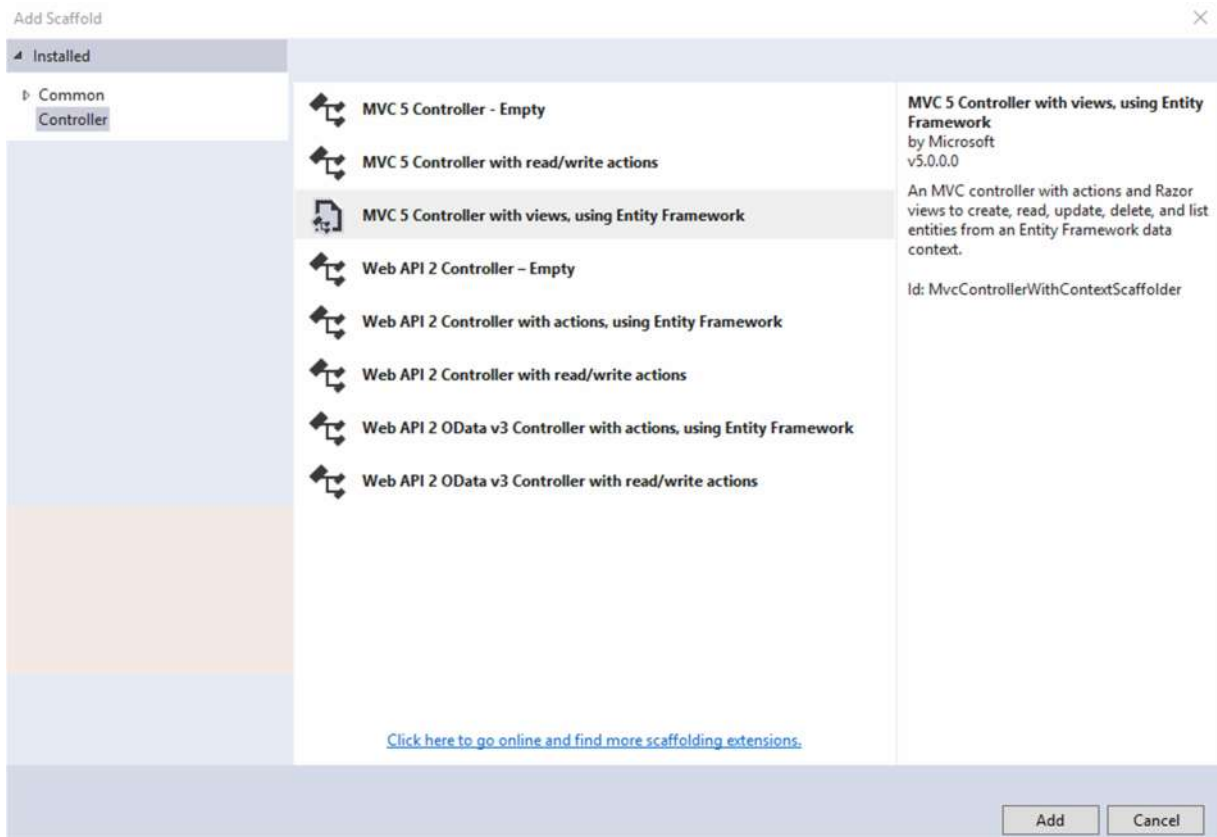 Add Scaffold
Installed
Common
Controller
MVC 5 Controller - Empty
MVC 5 Controller with read/write actions
MVC 5 Controller with views, using Entity Framework
Web API 2 Controller – Empty
Web API 2 Controller with actions, using Entity Framework
Web API 2 Controller with read/write actions
Web API 2 OData v3 Controller with actions, using Entity Framework
Web API 2 OData v3 Controller with read/write actions
Click here to go online and find more scaffolding extensions.
MVC 5 Controller with views, using Entity
Framework
by Microsoft
v5.0.0.0
An MVC controller with actions and Razor
views to create, read, update, delete, and list
entities from an Entity Framework data
context.
Id: MvcControllerWithContextScaffolder
Add
Cancel